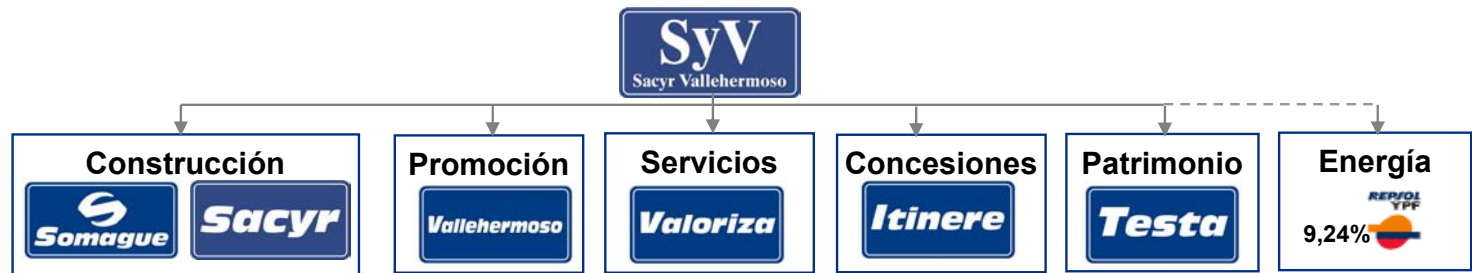 SyV
Sacyr Vallehermoso
Construcción
Somague
Sacyr
Promoción
Vallehermoso
Servicios
Valoriza
Concesiones
Itinere
Patrimonio
Testa
Energía
REPSOL
YPF
9,24%